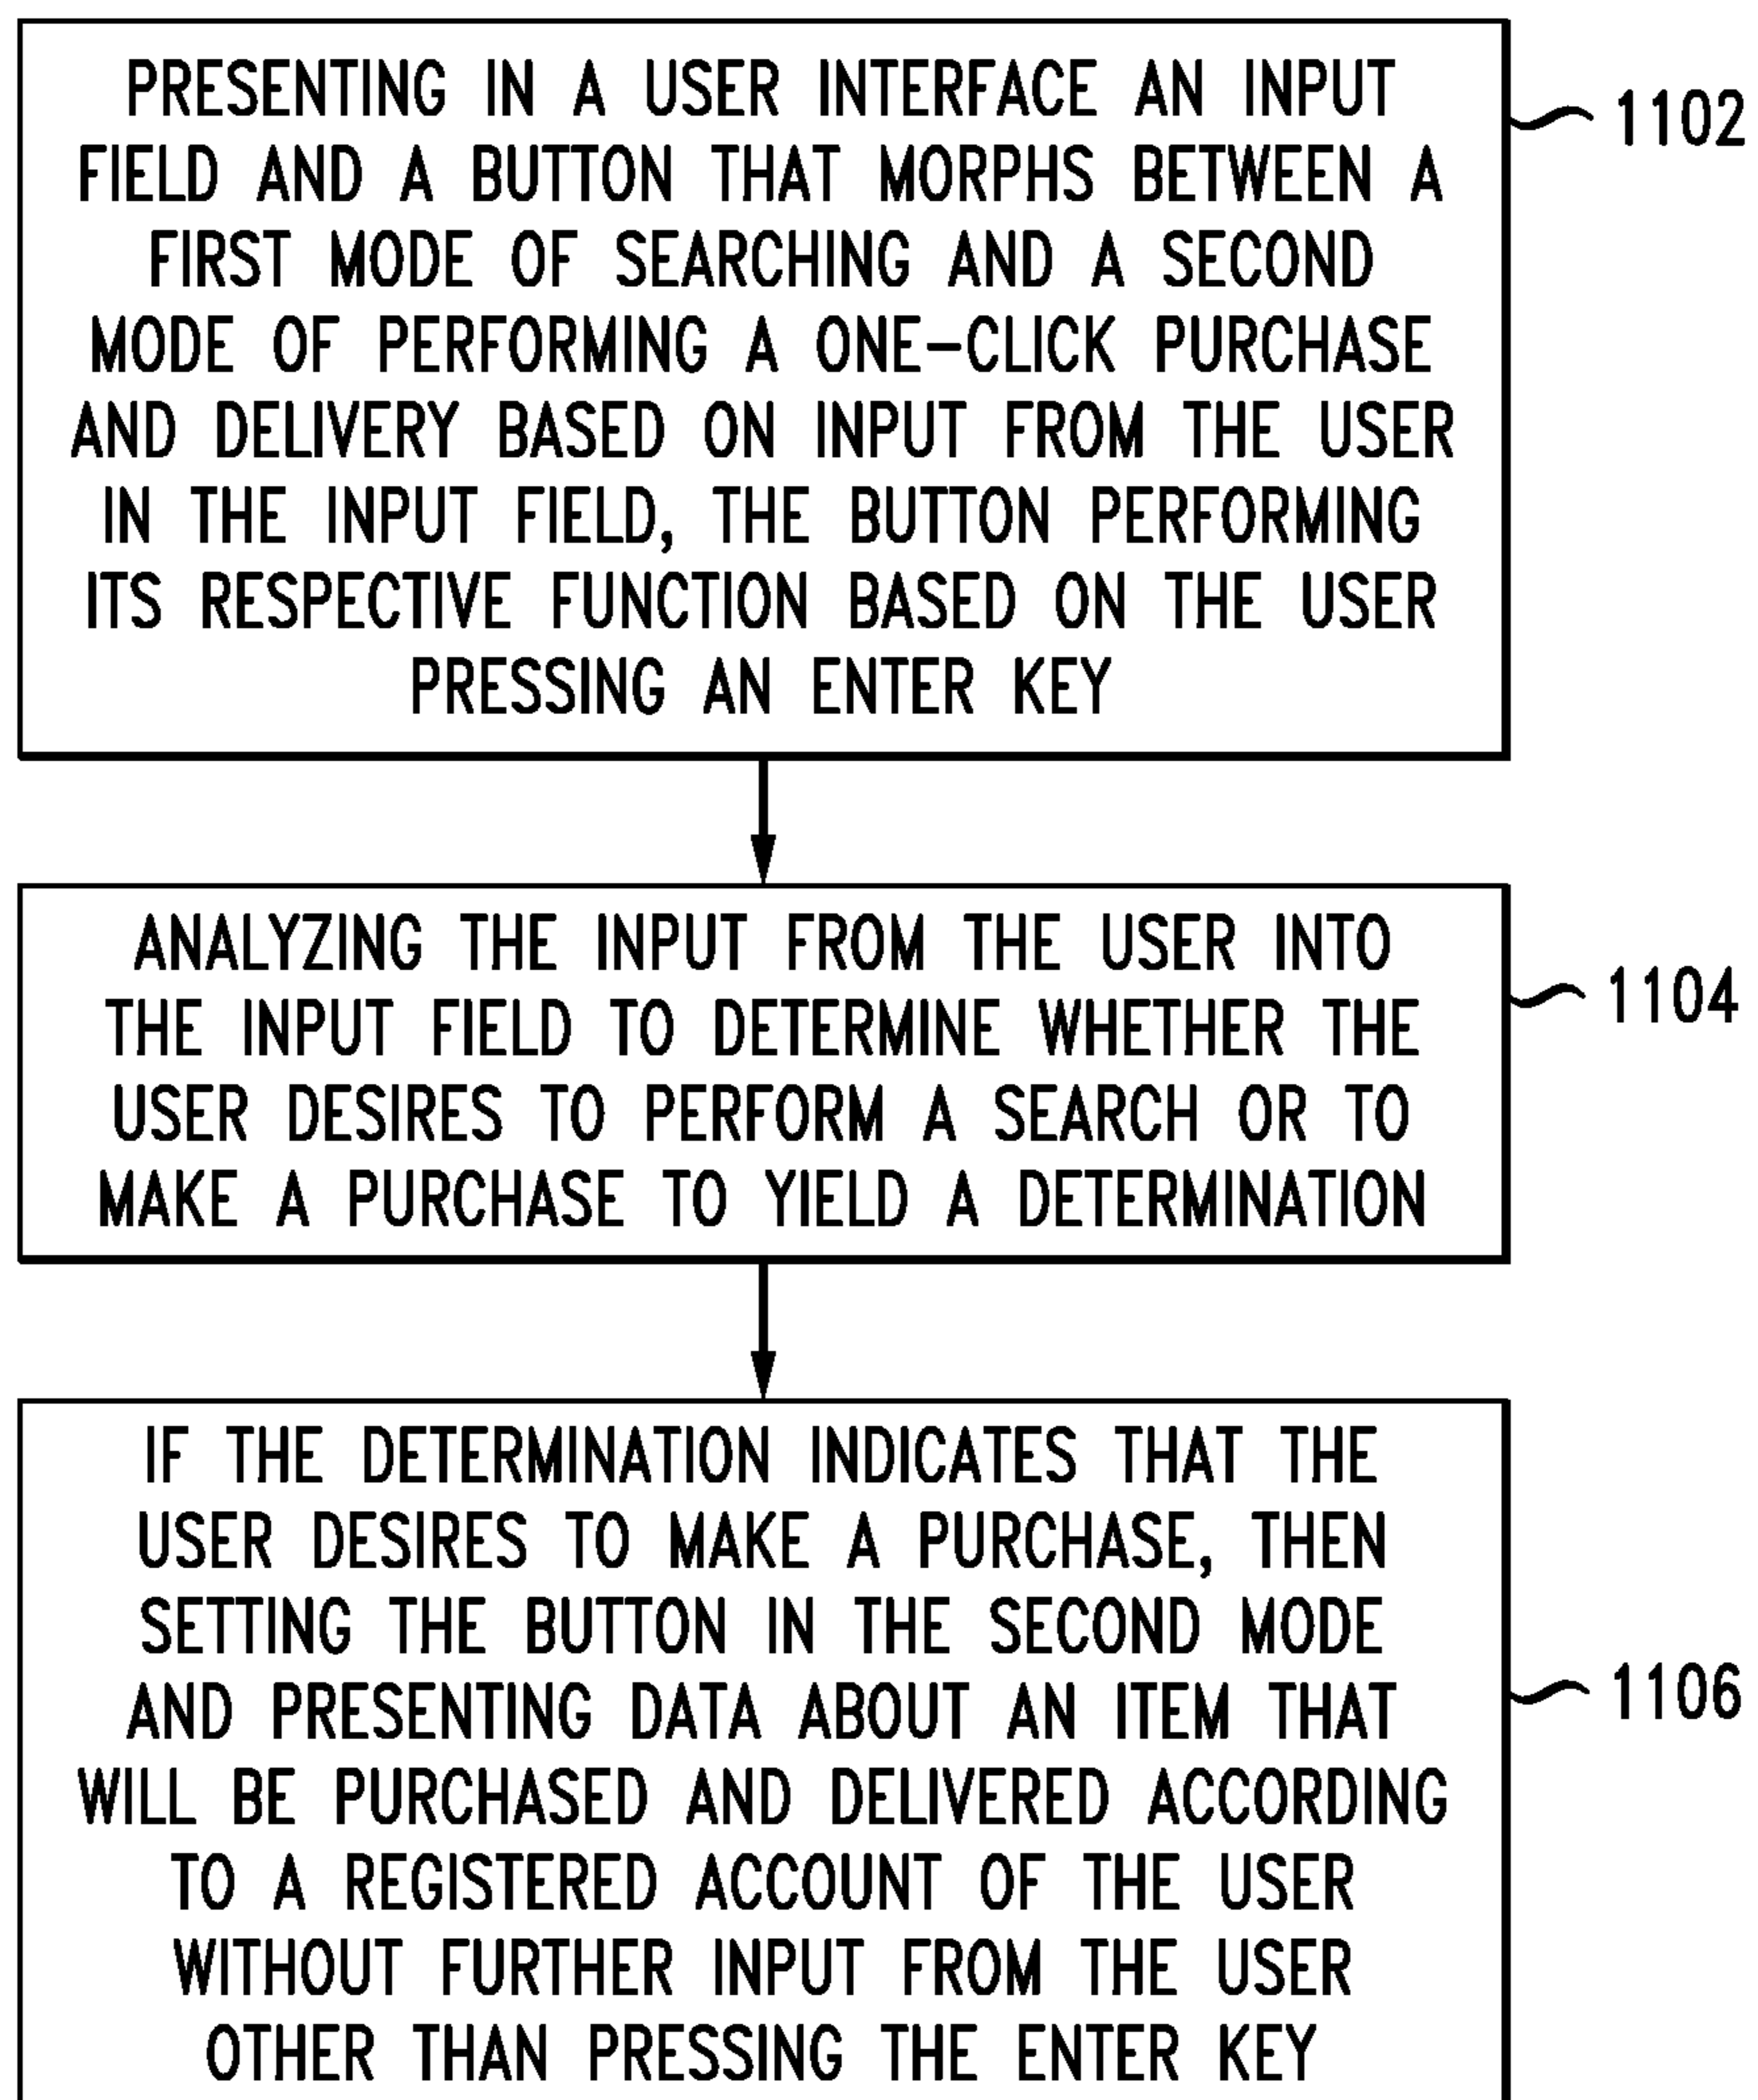 PRESENTING IN A USER INTERFACE AN INPUT
FIELD AND A BUTTON THAT MORPHS BETWEEN A
FIRST MODE OF SEARCHING AND A SECOND
MODE OF PERFORMING A ONE-CLICK PURCHASE
AND DELIVERY BASED ON INPUT FROM THE USER
IN THE INPUT FIELD, THE BUTTON PERFORMING
ITS RESPECTIVE FUNCTION BASED ON THE USER
PRESSING AN ENTER KEY
1102
ANALYZING THE INPUT FROM THE USER INTO
THE INPUT FIELD TO DETERMINE WHETHER THE
USER DESIRES TO PERFORM A SEARCH OR TO
MAKE A PURCHASE TO YIELD A DETERMINATION
1104
IF THE DETERMINATION INDICATES THAT THE
USER DESIRES TO MAKE A PURCHASE, THEN
SETTING THE BUTTON IN THE SECOND MODE
AND PRESENTING DATA ABOUT AN ITEM THAT
WILL BE PURCHASED AND DELIVERED ACCORDING
TO A REGISTERED ACCOUNT OF THE USER
WITHOUT FURTHER INPUT FROM THE USER
OTHER THAN PRESSING THE ENTER KEY
1106